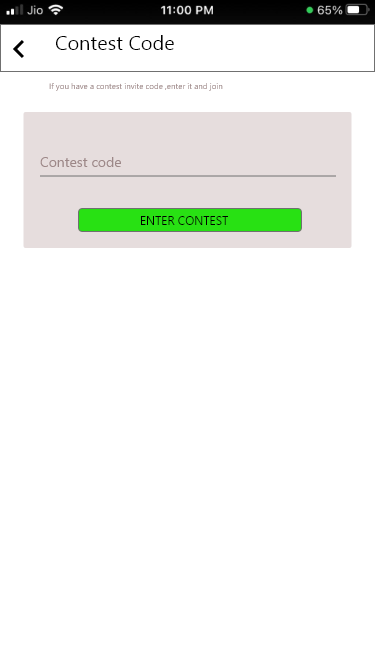 Jio 11:00 PM 65%
Contest Code
If you have a contest invite code ,enter it and join
Contest code
ENTER CONTEST